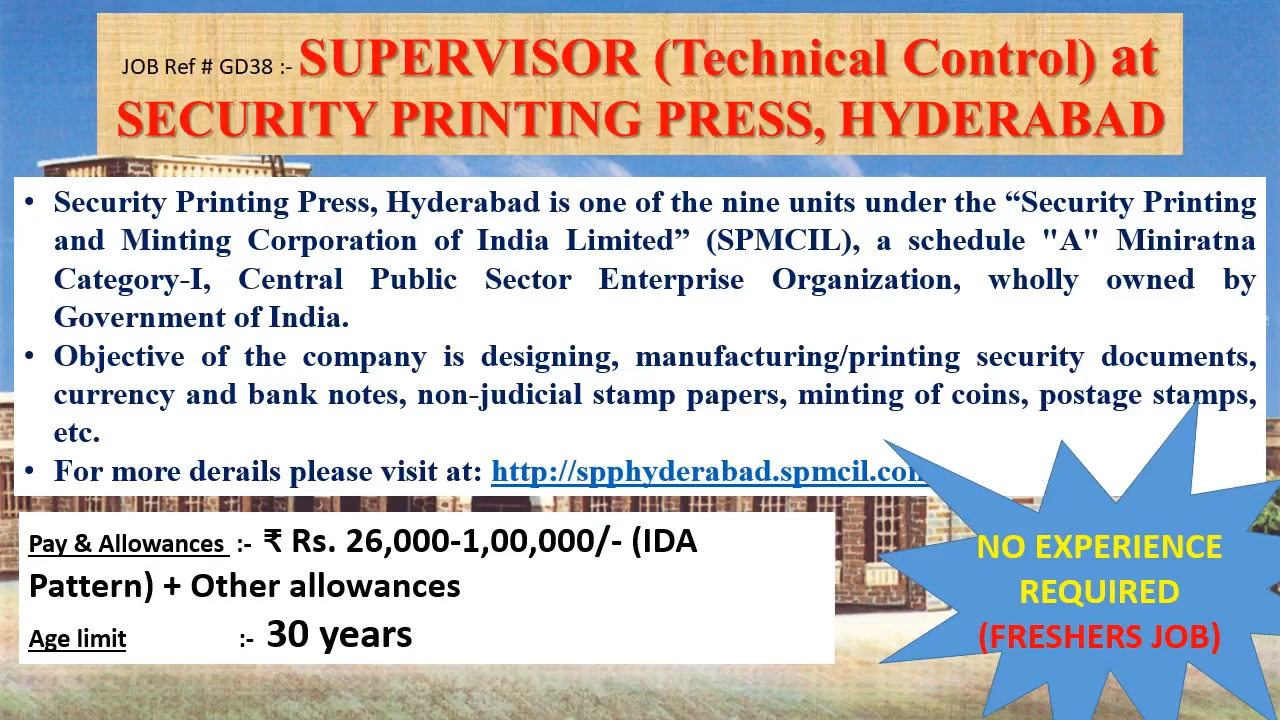 JOB Ref # GD38 :- SUPERVISOR (Technical Control) at
SECURITY PRINTING PRESS, HYDERABAD
• Security Printing Press, Hyderabad is one of the nine units under the “Security Printing
and Minting Corporation of India Limited” (SPMCIL), a schedule "A" Miniratna
Category-I, Central Public Sector Enterprise Organization, wholly owned by
Government of India.
• Objective of the company is designing, manufacturing/printing security documents,
currency and bank notes, non-judicial stamp papers, minting of coins, postage stamps,
etc.
• For more derails please visit at: http://spphyderabad.spmcil.com
Pay & Allowances :- ₹ Rs. 26,000-1,00,000/- (IDA
Pattern) + Other allowances
Age limit :- 30 years
NO EXPERIENCE
REQUIRED
(FRESHERS JOB)